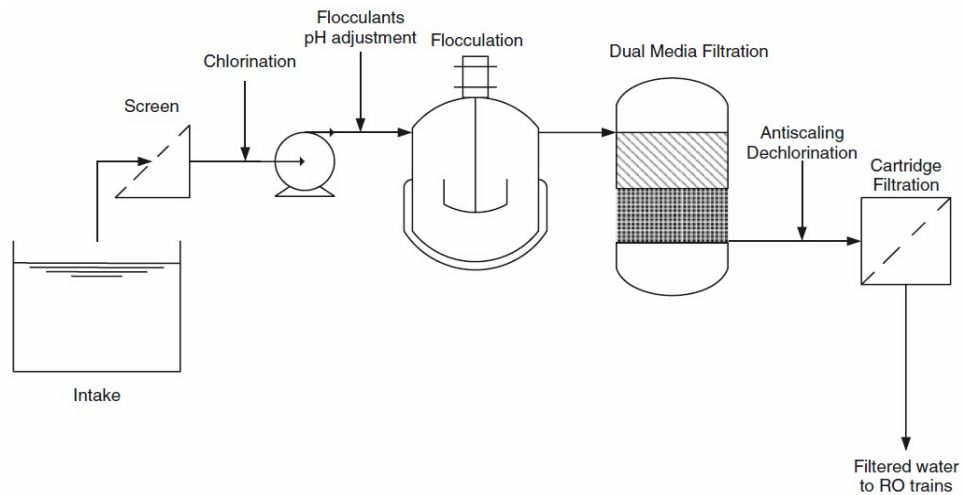 Flocculants
pH adjustment
Flocculation
Dual Media Filtration
Chlorination
Screen
Antiscaling
Dechlorination
Cartridge
Filtration
Intake
Filtered water
to RO trains